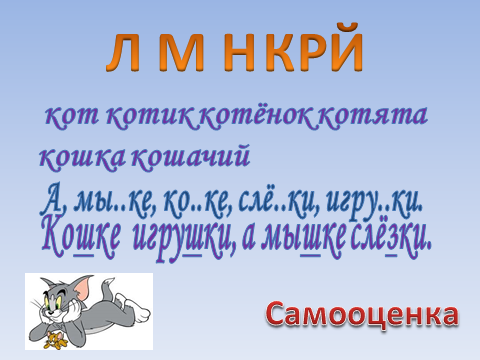 Л М Н К Р Й
кот котик котёнок котята
кошка кошачий
А, мы..ке, ко..ке, слё..ки, игру..ки.
Кошке игрушки, а мышке слёзки.
Самооценка